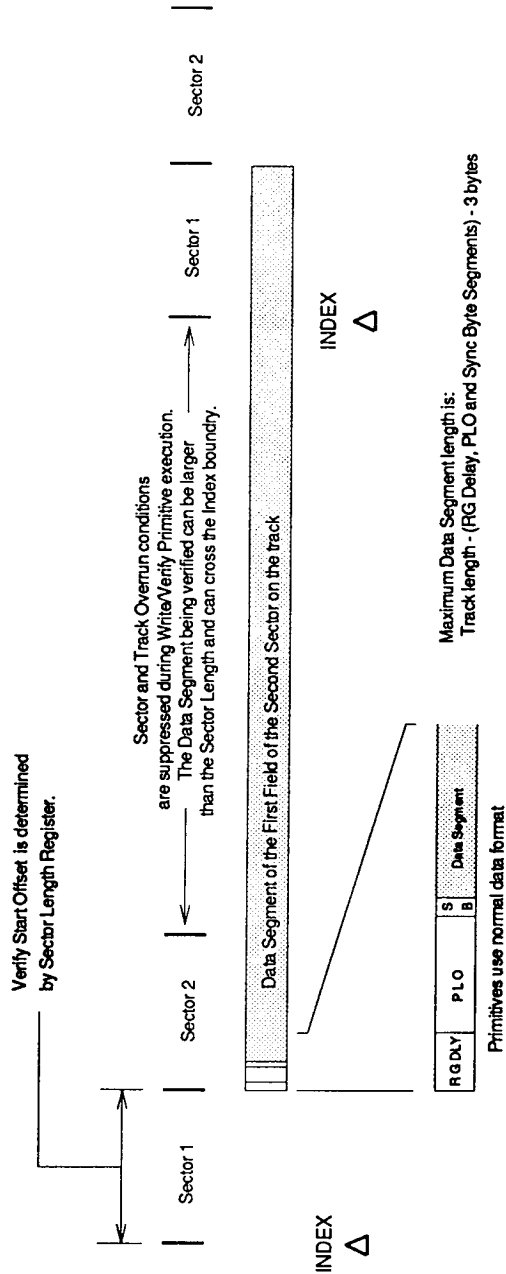 Verify Start Offset is determined
by Sector Length Register.
Sector and Track Overrun conditions
are suppressed during Write/Verify Primitive execution.
The Data Segment being verified can be larger
than the Sector Length and can cross the Index boundry.
Sector 1
Sector 2
Sector 1
Sector 2
Data Segment of the First Field of the Second Sector on the track
INDEX
INDEX
RGDLY
PLO
S
B
Data Segment
Primitives use normal data format
Maximum Data Segment length is:
Track length - (RG Delay, PLO and Sync Byte Segments) - 3 bytes